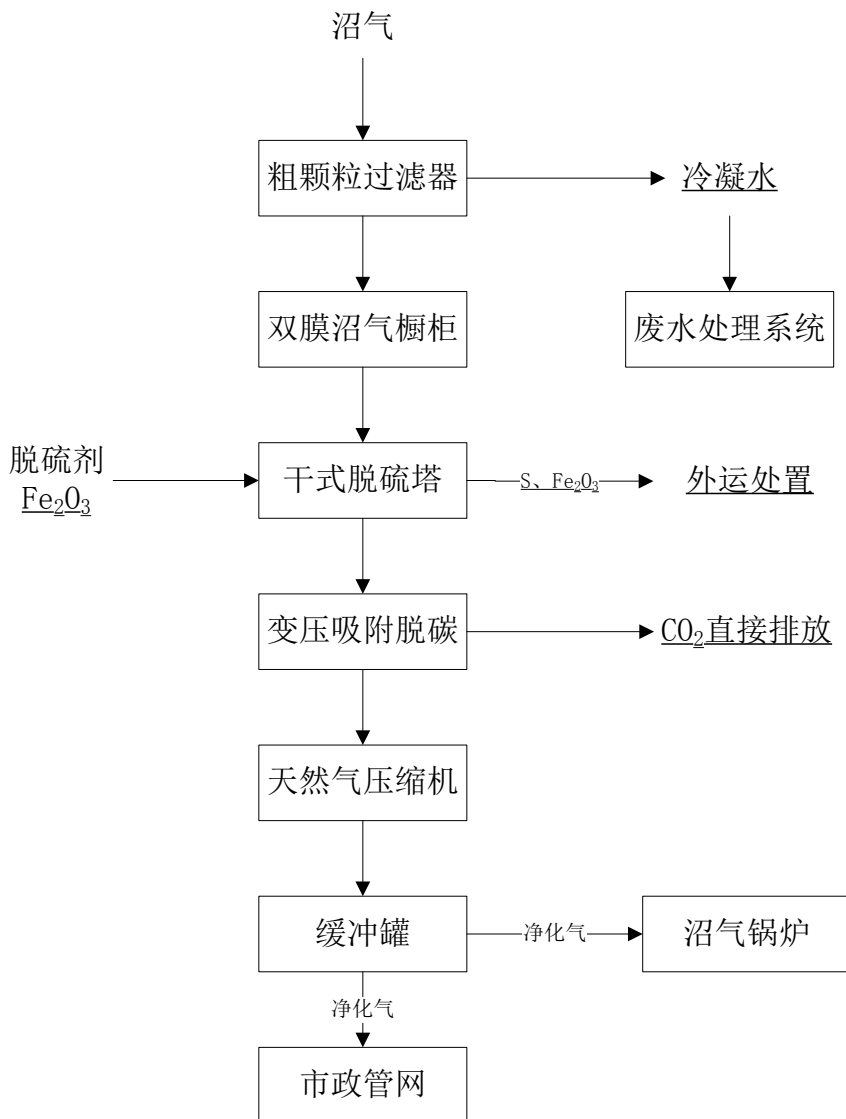 沼气
粗颗粒过滤器
冷凝水
双膜沼气橱柜
废水处理系统
脱硫剂
Fe₂O₃
干式脱硫塔
S、Fe₂O₃
外运处置
变压吸附脱碳
CO₂直接排放
天然气压缩机
缓冲罐
净化气
沼气锅炉
净化气
市政管网